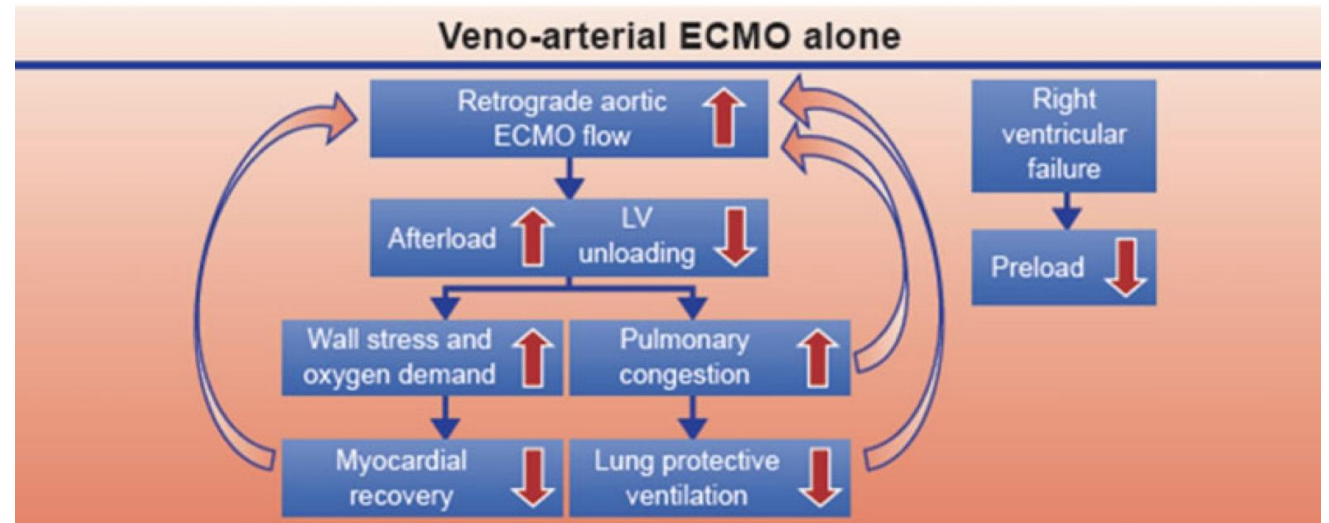 Veno-arterial ECMO alone
Retrograde aortic
ECMO flow
Afterload
LV
unloading
Wall stress and
oxygen demand
Pulmonary
congestion
Myocardial
recovery
Lung protective
ventilation
Right
ventricular
failure
Preload